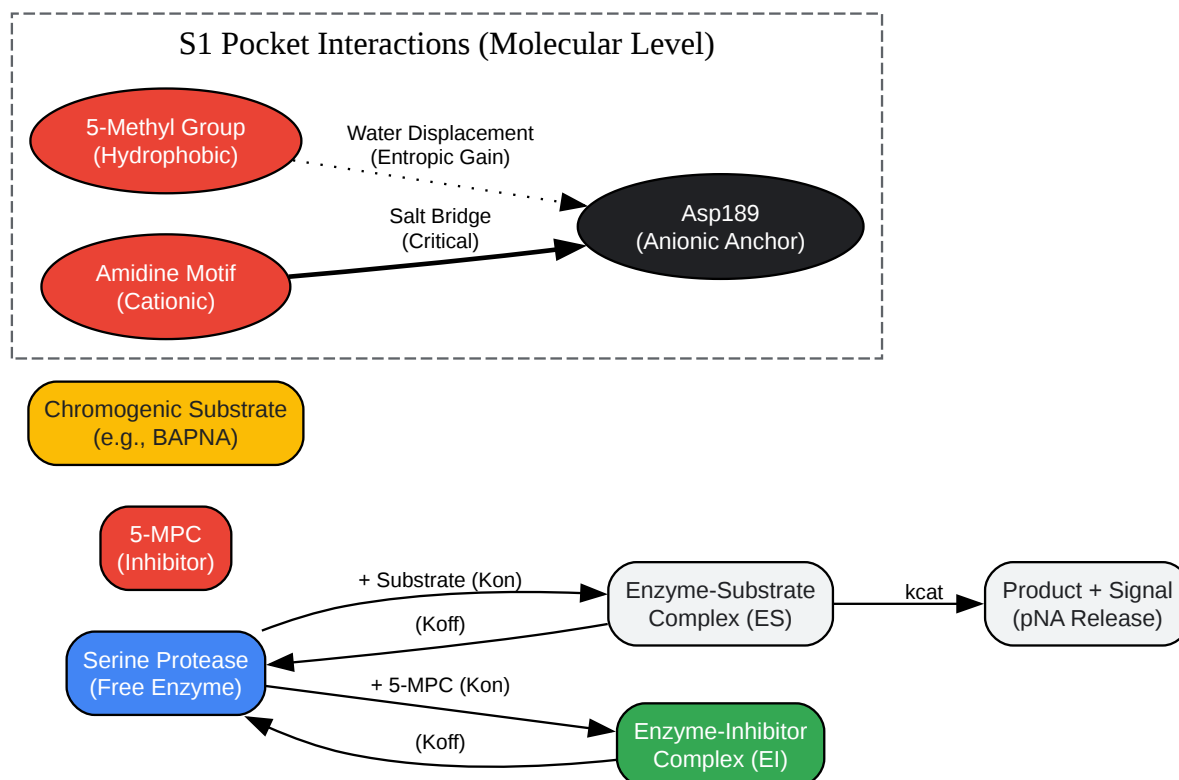 S1 Pocket Interactions (Molecular Level)
5-Methyl Group
(Hydrophobic)
Water Displacement
(Entropic Gain)
Asp189
(Anionic Anchor)
Salt Bridge
(Critical)
Amidine Motif
(Cationic)
Chromogenic Substrate
(e.g., BAPNA)
5-MPC
(Inhibitor)
+ Substrate (Kon)
Enzyme-Substrate
Complex (ES)
kcat
Product + Signal
(pNA Release)
(Koff)
Serine Protease
(Free Enzyme)
+ 5-MPC (Kon)
(Koff)
Enzyme-Inhibitor
Complex (EI)